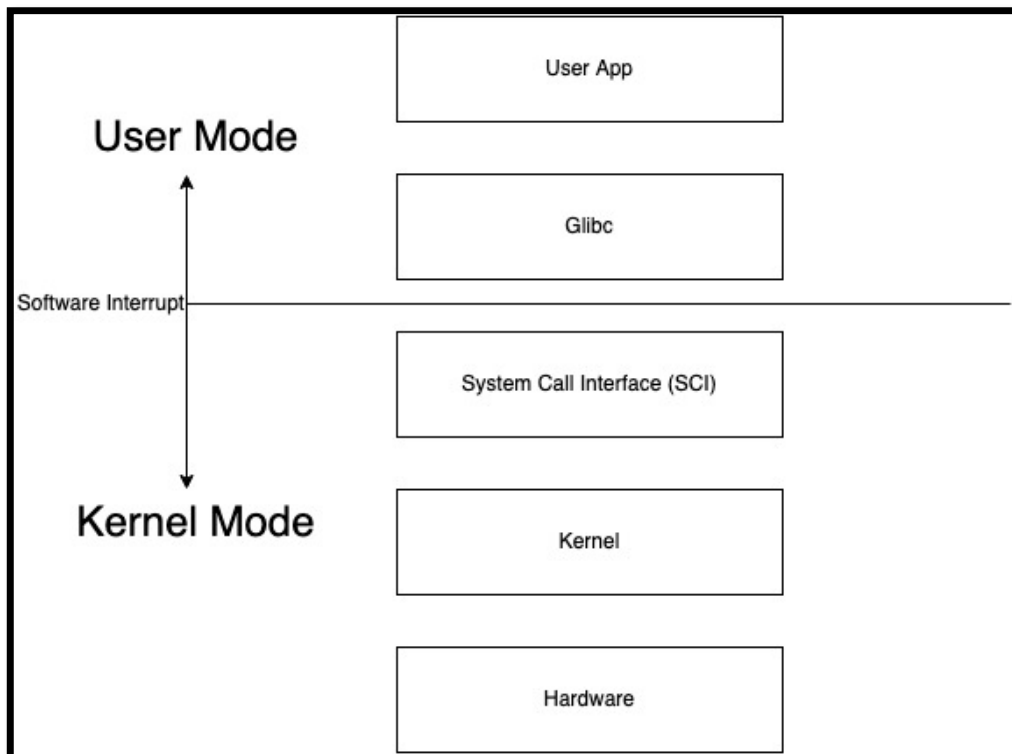 User App
User Mode
Glibc
Software Interrupt
System Call Interface (SCI)
Kernel Mode
Kernel
Hardware